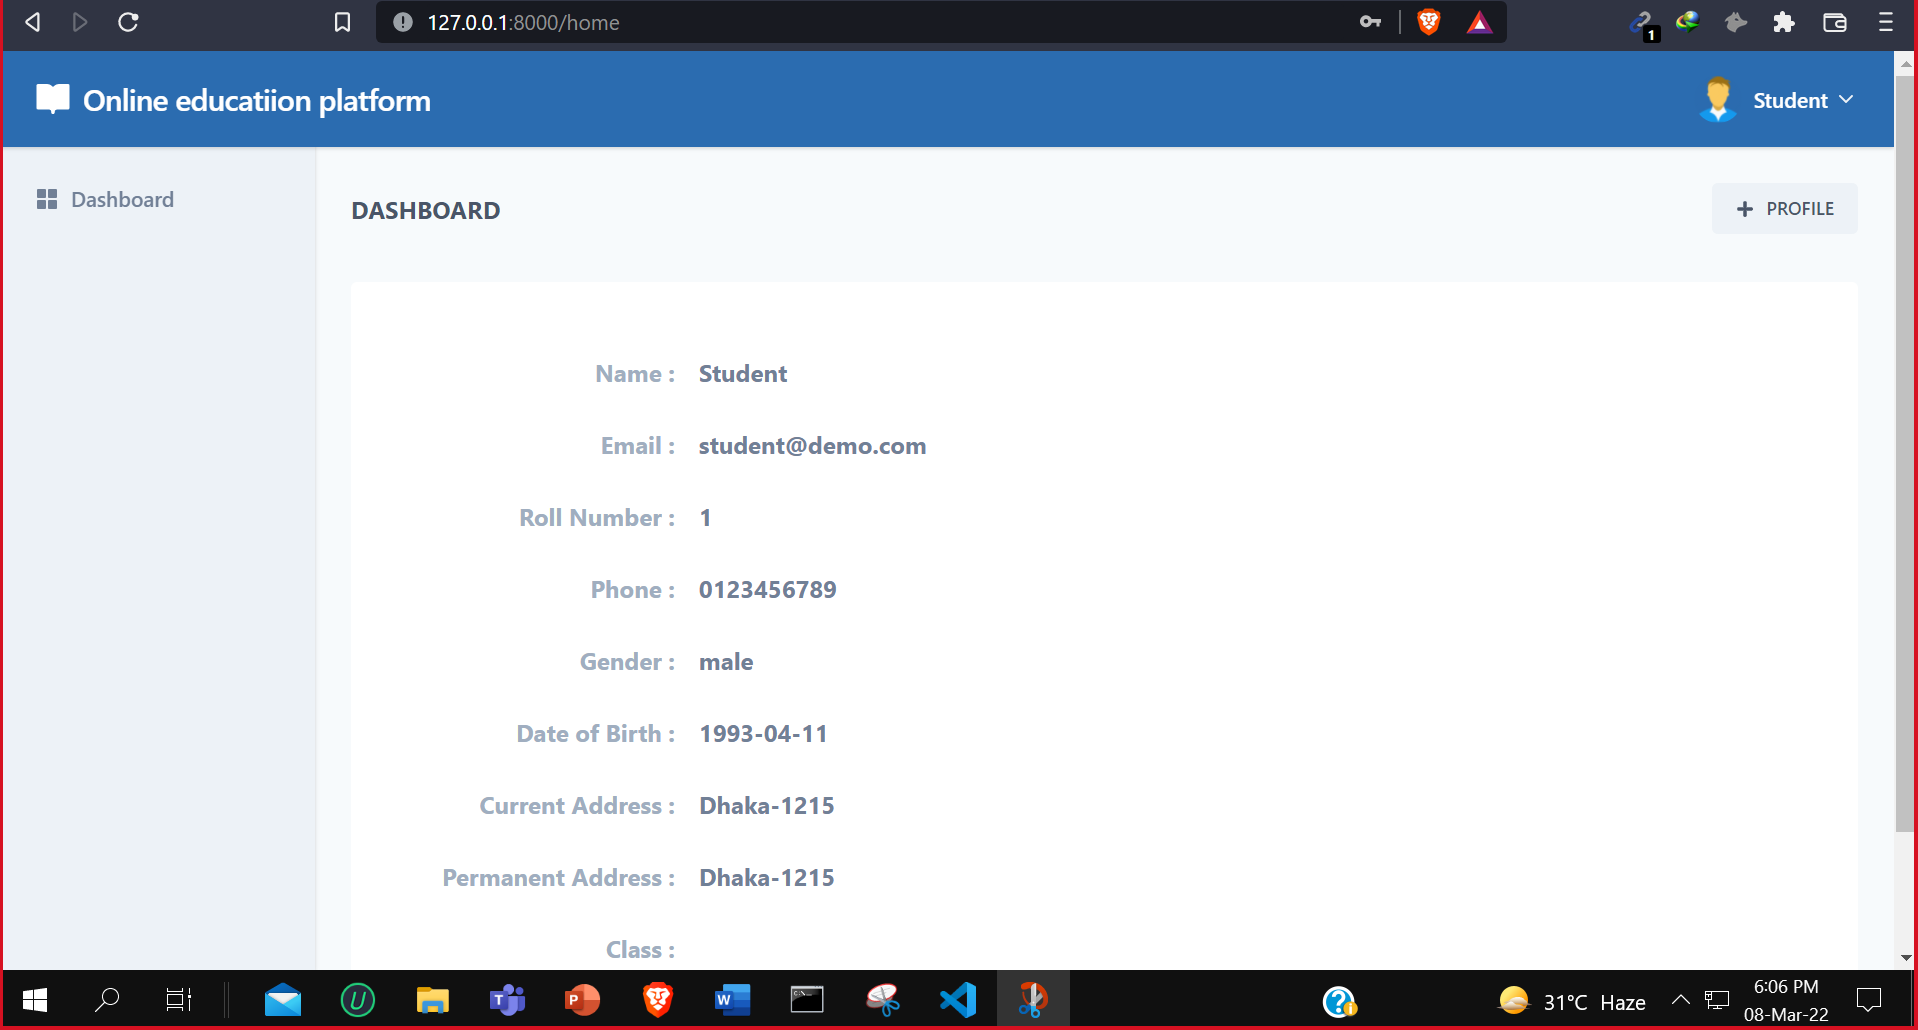 127.0.0.1:8000/home
1
Online educatiion platform
Student
Dashboard
DASHBOARD
PROFILE
Name : Student
Email : student@demo.com
Roll Number : 1
Phone : 0123456789
Gender : male
Date of Birth : 1993-04-11
Current Address : Dhaka-1215
Permanent Address : Dhaka-1215
Class :
31°C Haze
6:06 PM
08-Mar-22